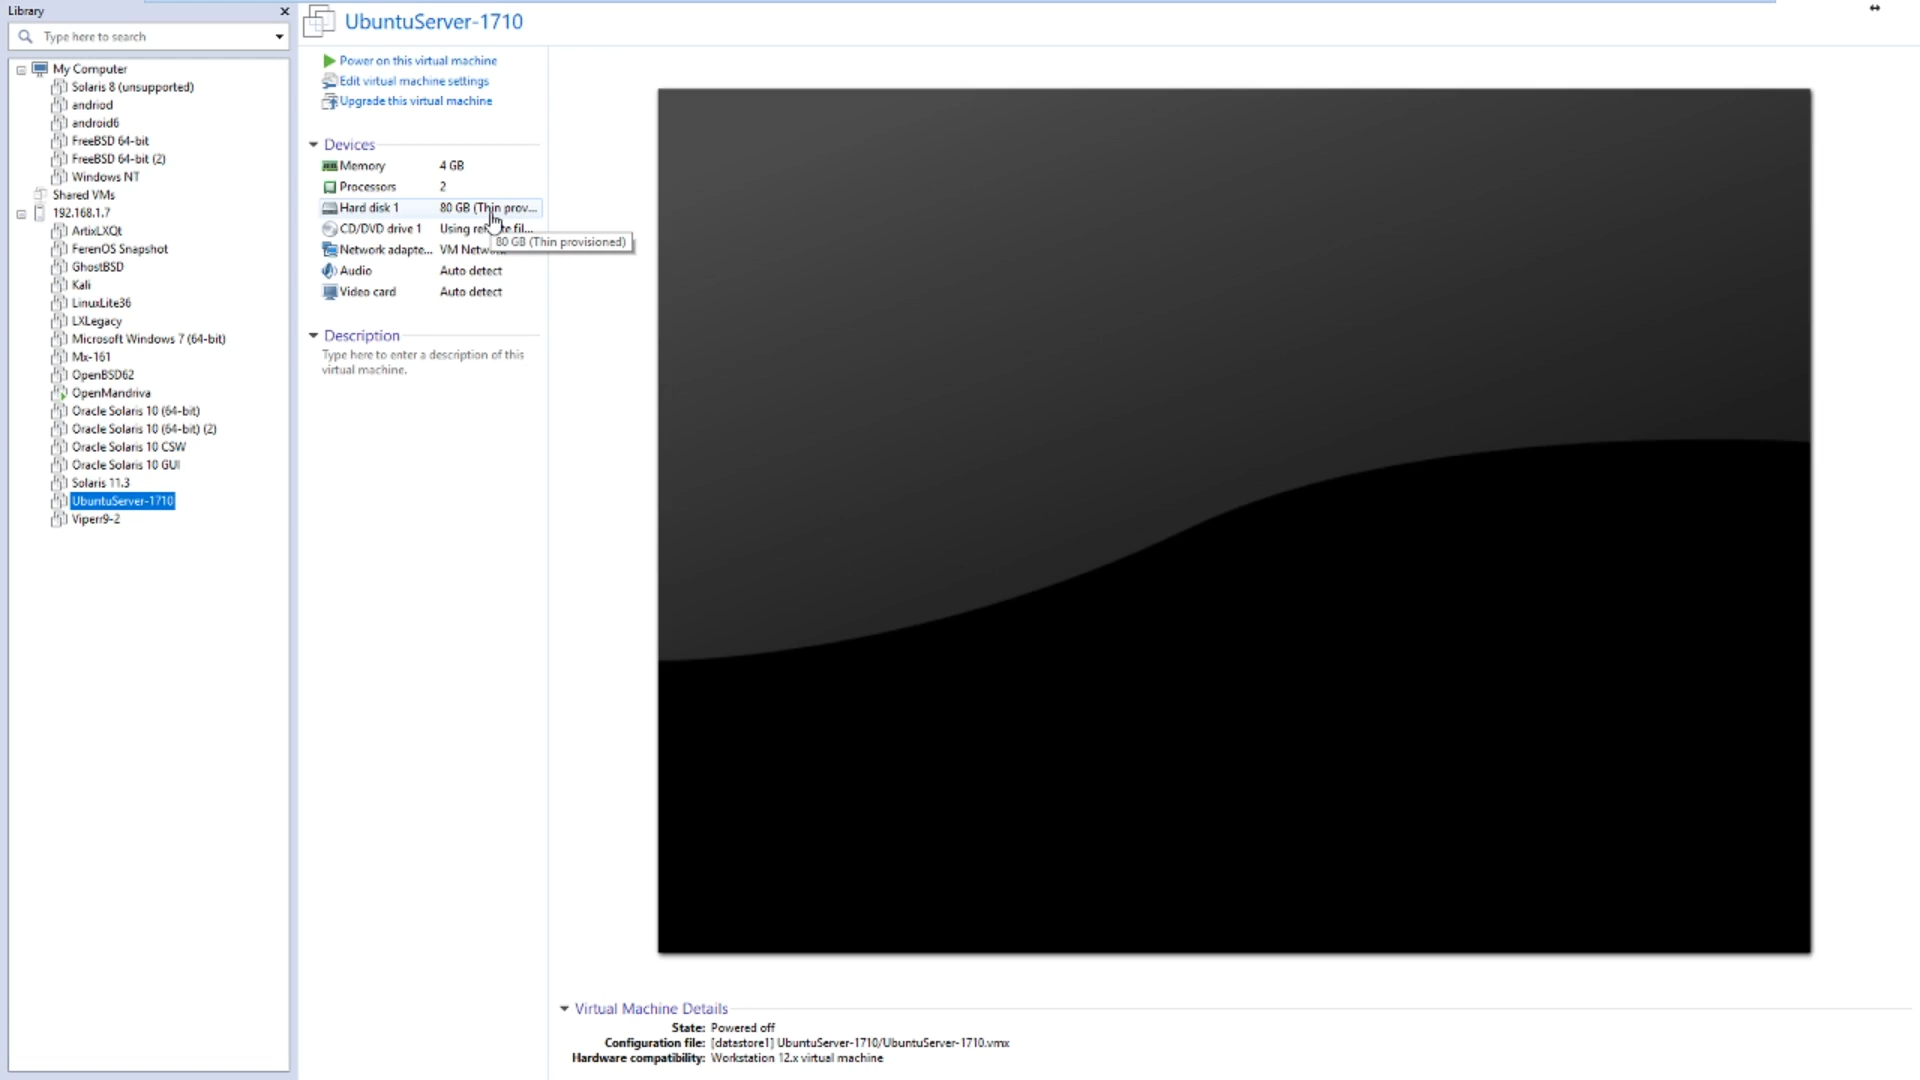 Library
Type here to search
My Computer
Solaris 8 (unsupported)
andriod
android6
FreeBSD 64-bit
FreeBSD 64-bit (2)
Windows NT
Shared VMs
192.168.1.7
ArtixLXQt
FerenOS Snapshot
GhostBSD
Kali
LinuxLite36
LXLegacy
Microsoft Windows 7 (64-bit)
Mx-161
OpenBSD62
OpenMandriva
Oracle Solaris 10 (64-bit)
Oracle Solaris 10 (64-bit) (2)
Oracle Solaris 10 CSW
Oracle Solaris 10 GUI
Solaris 11.3
UbuntuServer-1710
Viperr9-2
UbuntuServer-1710
Power on this virtual machine
Edit virtual machine settings
Upgrade this virtual machine
Devices
Memory 4 GB
Processors 2
Hard disk 1 80 GB (Thin prov...
CD/DVD drive 1 Using fil...
80 GB (Thin provisioned)
Network adapte... VM
Audio Auto detect
Video card Auto detect
Description
Type here to enter a description of this
virtual machine.
Virtual Machine Details
State: Powered off
Configuration file: [datastore1] UbuntuServer-1710/UbuntuServer-1710.vmx
Hardware compatibility: Workstation 12.x virtual machine